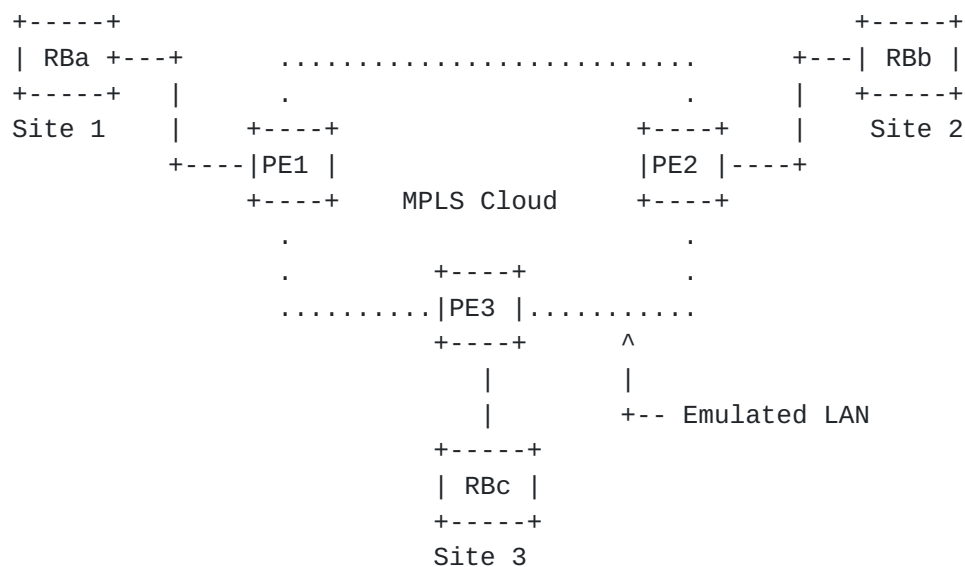 +-----+                                                +-----+
| RBa +---+      ...........................      +---| RBb |
+-----+   |      .                          .      |   +-----+
Site 1    |    +----+                   +----+    |    Site 2
          +----|PE1 |                   |PE2 |----+
               +----+    MPLS Cloud     +----+
                 .                          .
                 .         +----+           .
                 ..........|PE3 |...........
                           +----+      ^
                              |        |
                              |        +-- Emulated LAN
                           +-----+
                           | RBc |
                           +-----+
                           Site 3